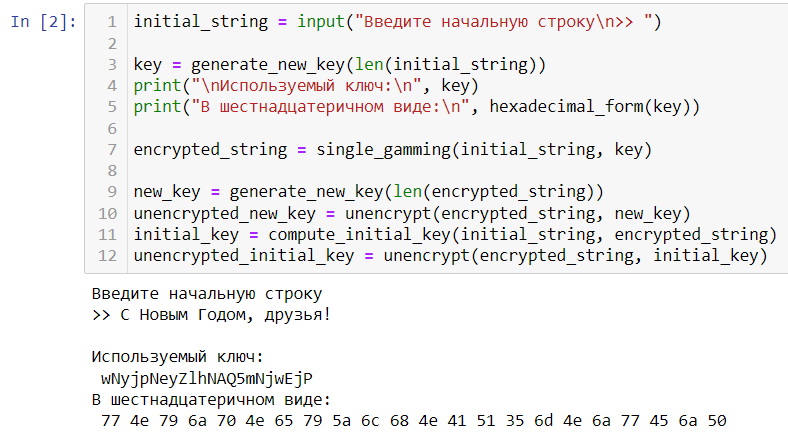 In [2]:
1 initial_string = input("Введите начальную строку\n>> ")
2
3 key = generate_new_key(len(initial_string))
4 print("\nИспользуемый ключ:\n", key)
5 print("В шестнадцатеричном виде:\n", hexadecimal_form(key))
6
7 encrypted_string = single_gamming(initial_string, key)
8
9 new_key = generate_new_key(len(encrypted_string))
10 unencrypted_new_key = unencrypt(encrypted_string, new_key)
11 initial_key = compute_initial_key(initial_string, encrypted_string)
12 unencrypted_initial_key = unencrypt(encrypted_string, initial_key)
Введите начальную строку
>> С Новым Годом, друзья!
Используемый ключ:
wNyjpNeyZlhNAQ5mNjwEjP
В шестнадцатеричном виде:
77 4e 79 6a 70 4e 65 79 5a 6c 68 4e 41 51 35 6d 4e 6a 77 45 6a 50